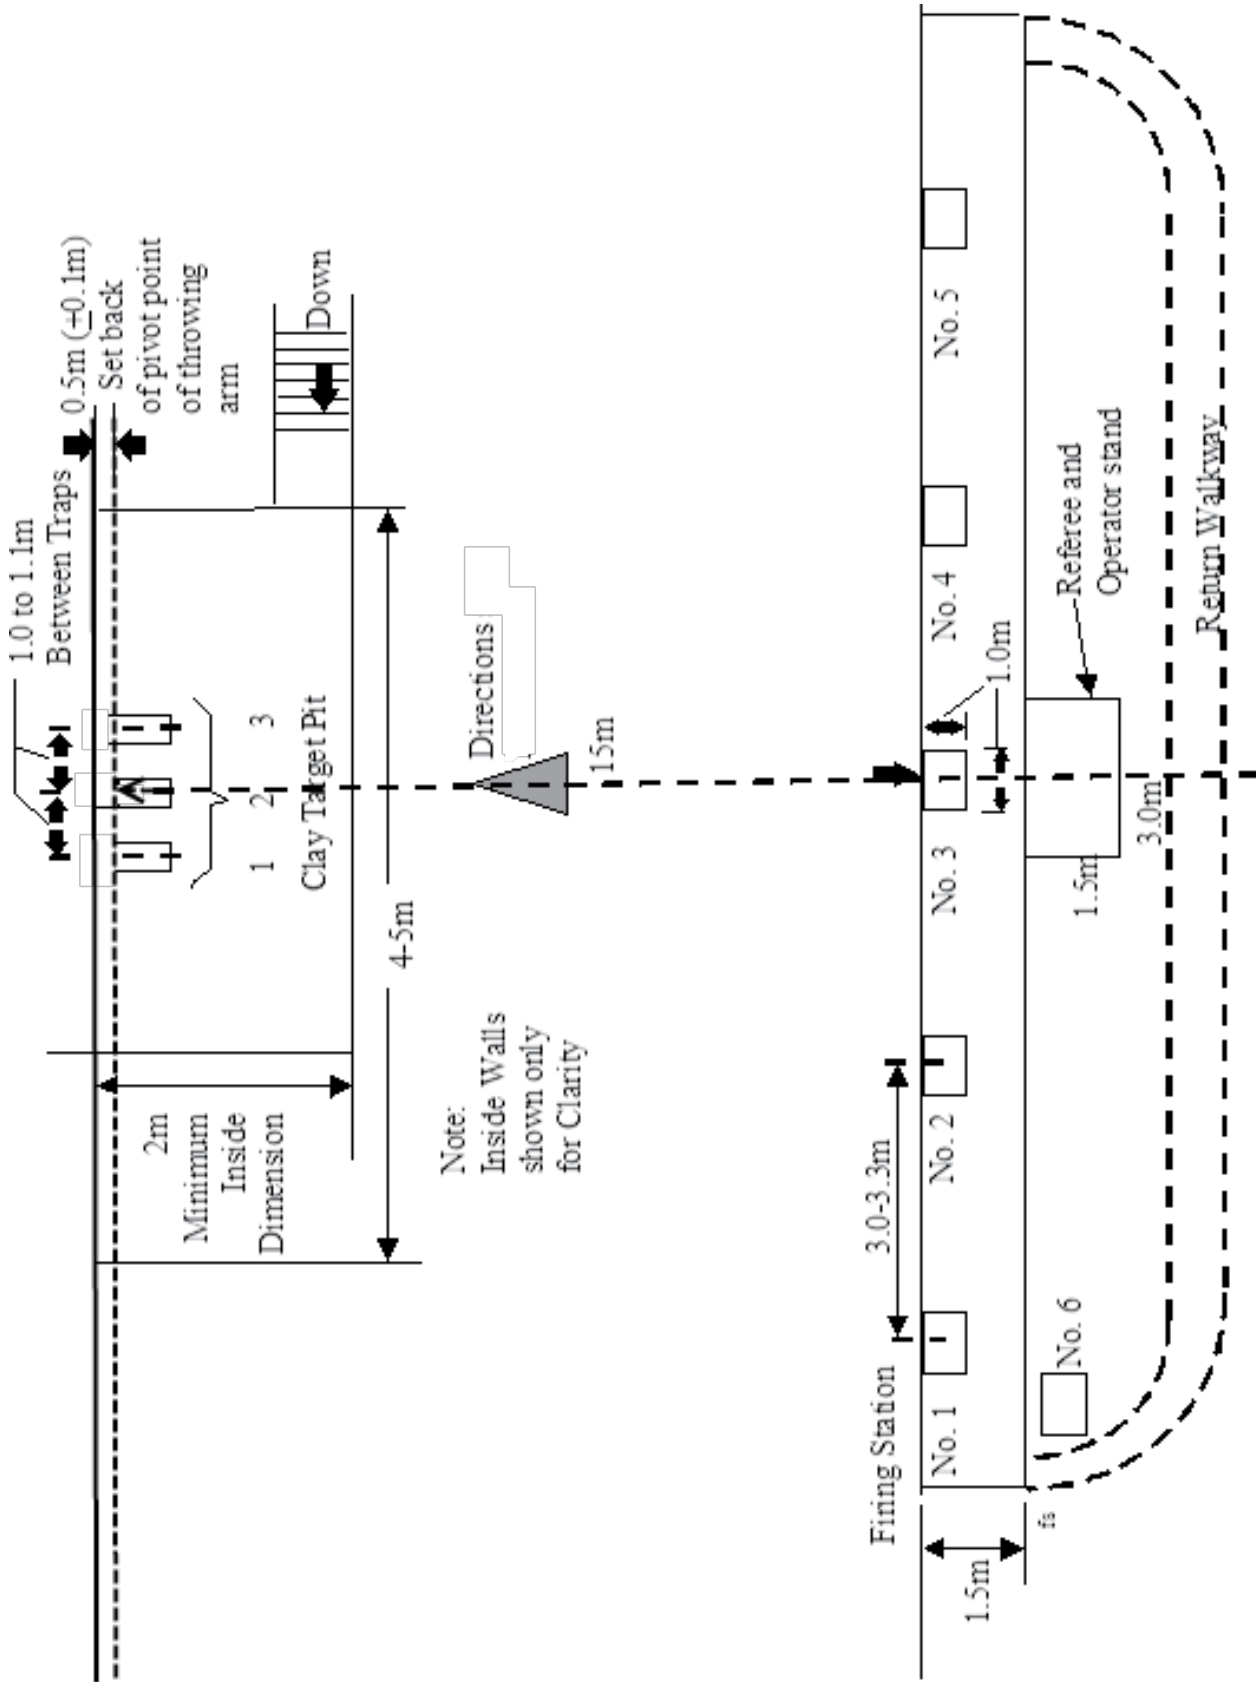 1.0 to 1.1m
Between Traps
0.5m (±0.1m)
Set back
of pivot point
of throwing
arm
1 2 3
Clay Target Pit
Down
2m
Minimum
Inside
Dimension
4-5m
Note:
Inside Walls
shown only
for Clarity
Directions
15m
Firing Station
3.0-3.3m
No. 1
No. 2
No. 3
No. 4
No. 5
1.0m
1.5m
fs
No. 6
1.5m
3.0m
Referee and
Operator stand
Return Walkway